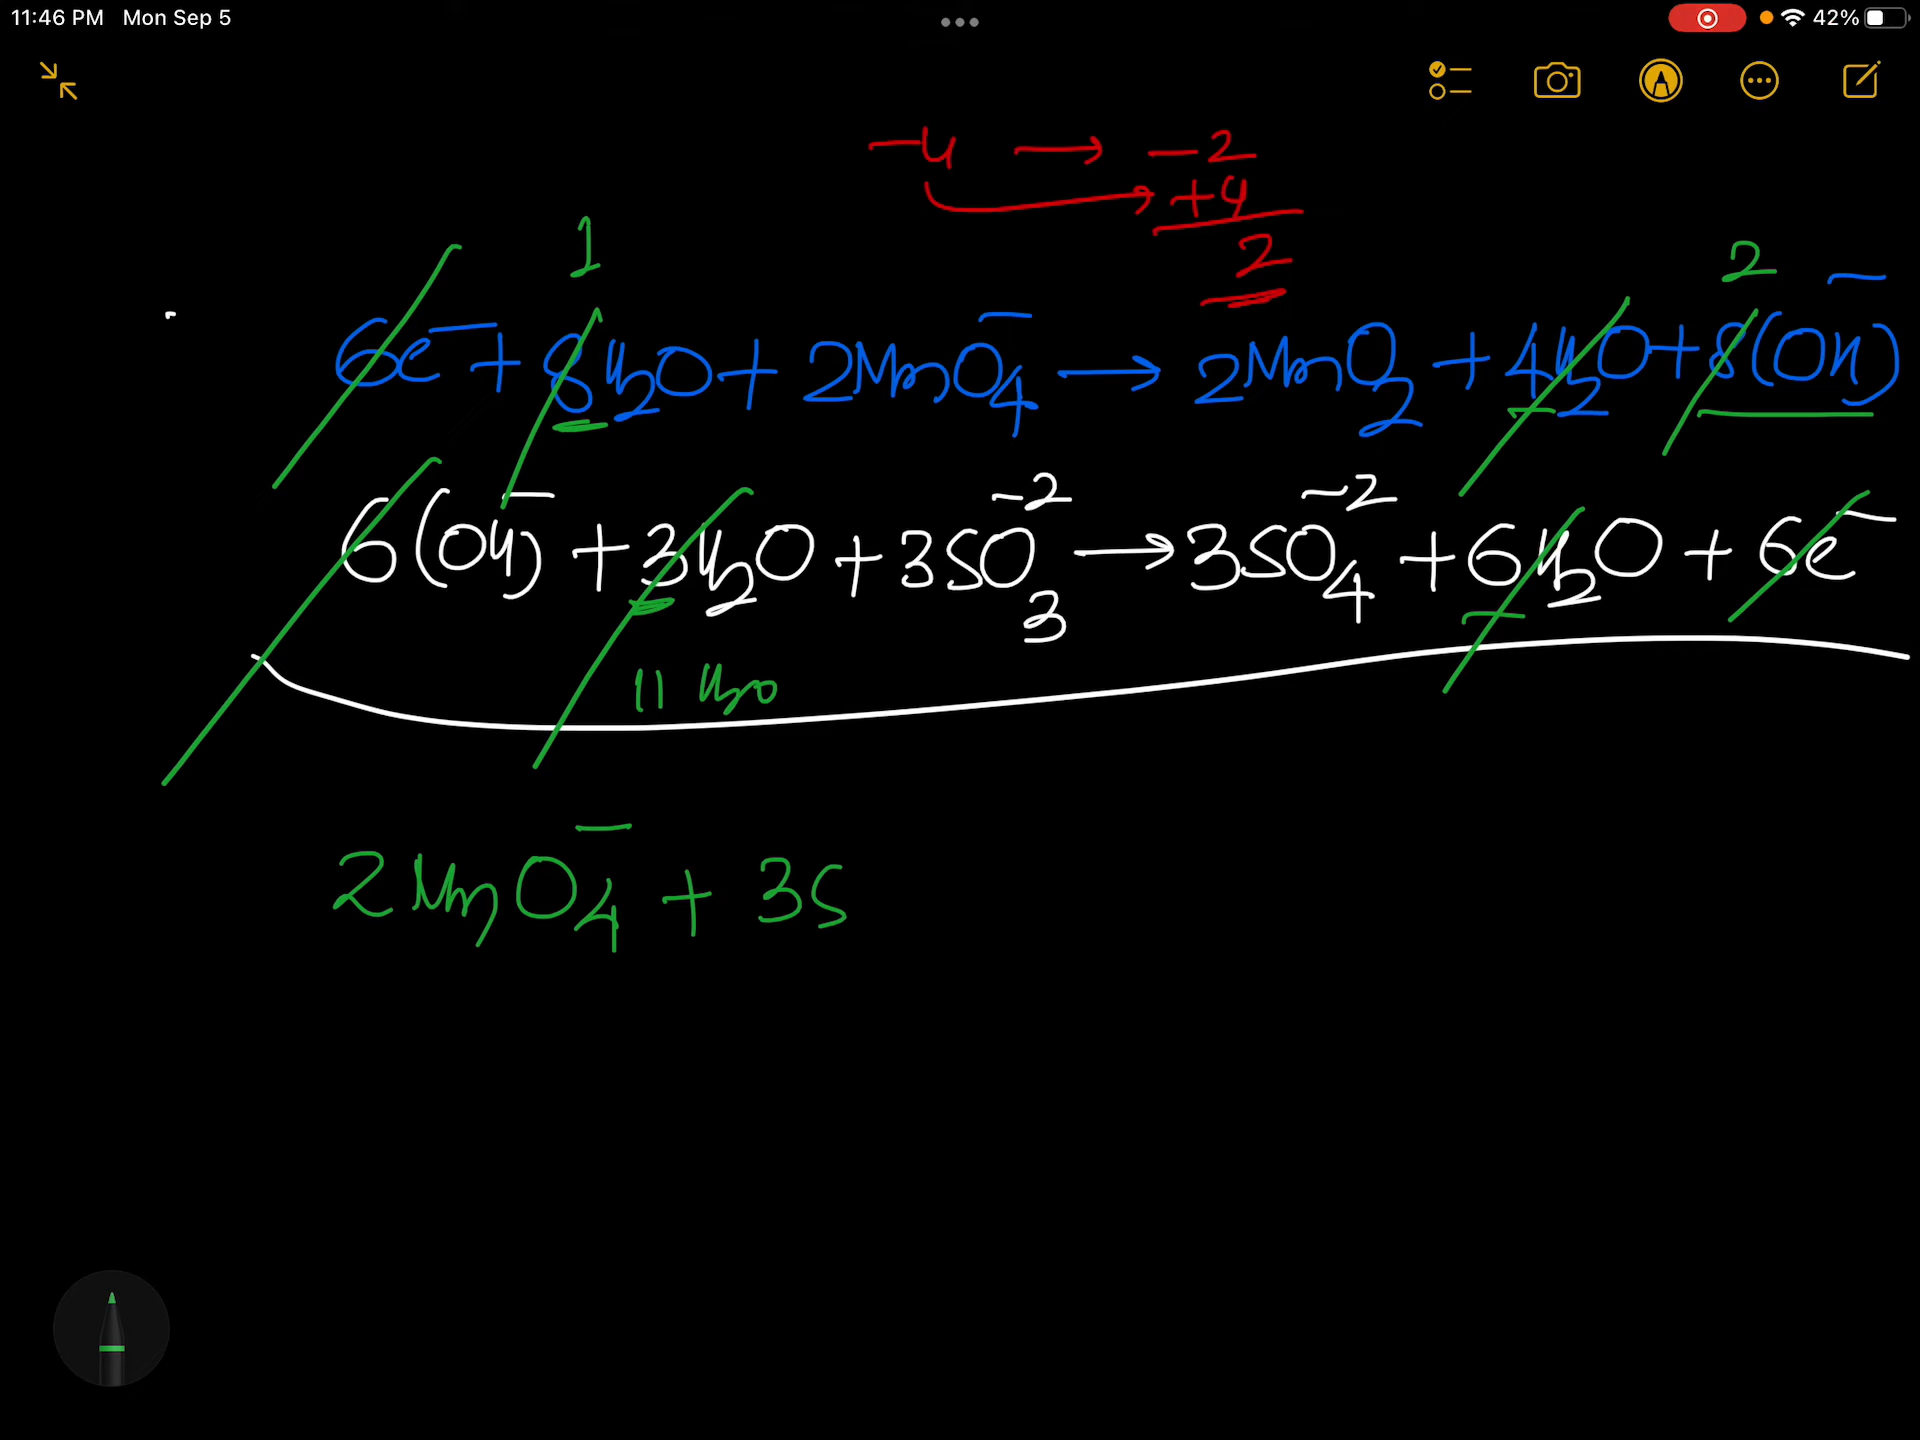 11:46 PM Mon Sep 5
42%
-4 → -2
+4
2
1
2
6e⁻ + 8H₂O + 2MnO₄⁻ → 2MnO₂ + 4H₂O + 8(OH)⁻
6(OH)⁻ + 3H₂O + 3SO₃⁻² → 3SO₄⁻² + 6H₂O + 6e⁻
11 H₂O
2MnO₄⁻ + 3S